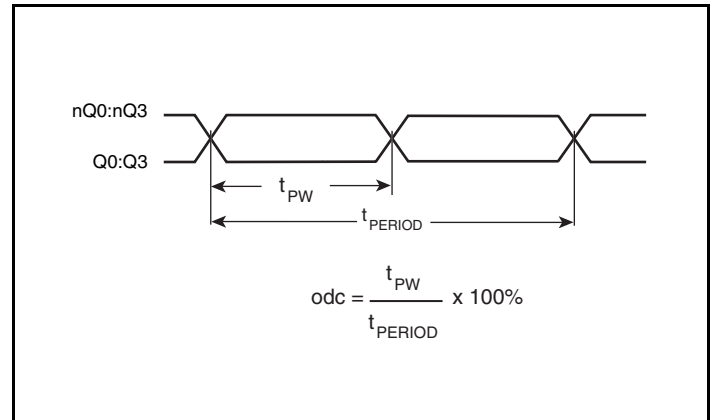 nQ0:nQ3
Q0:Q3
tPW
tPERIOD
odc = tPW / tPERIOD x 100%